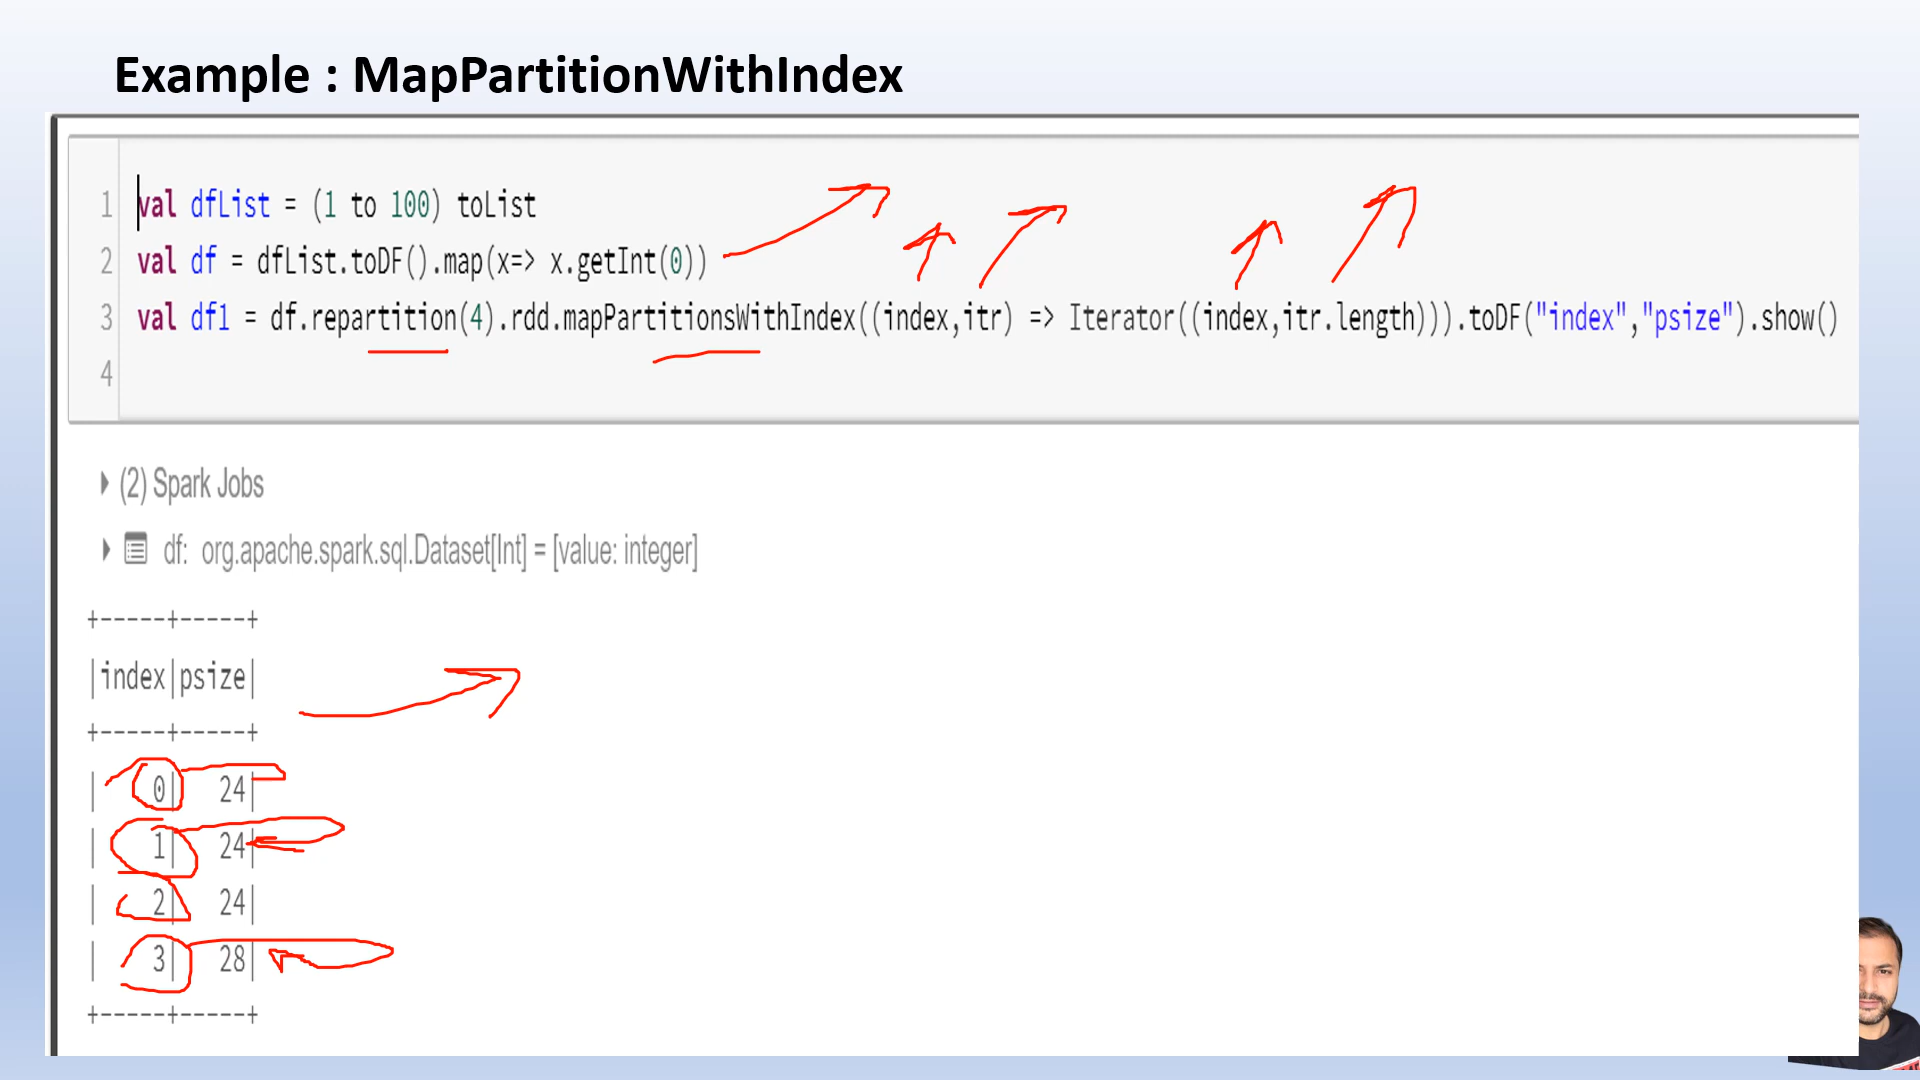 Example : MapPartitionWithIndex
1 val dfList = (1 to 100) toList
2 val df = dfList.toDF().map(x=> x.getInt(0))
3 val df1 = df.repartition(4).rdd.mapPartitionsWithIndex((index,itr) => Iterator((index,itr.length))).toDF("index","psize").show()
4
(2) Spark Jobs
df: org.apache.spark.sql.Dataset[Int] = [value: integer]
+-----+-----+
|index|psize|
+-----+-----+
|    0|   24|
|    1|   24|
|    2|   24|
|    3|   28|
+-----+-----+